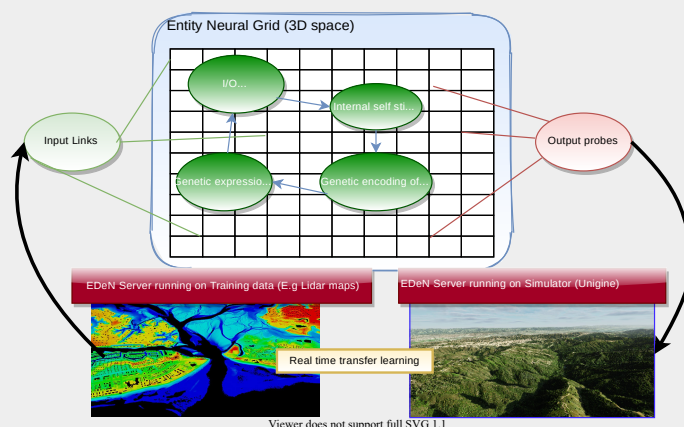 Entity Neural Grid (3D space)
I/O...
Internal self sti...
Input Links
Output probes
Genetic expressio...
Genetic encoding of...
EDeN Server running on Training data (E.g Lidar maps)
EDeN Server running on Simulator (Unigine)
Real time transfer learning
Viewer does not support full SVG 1.1